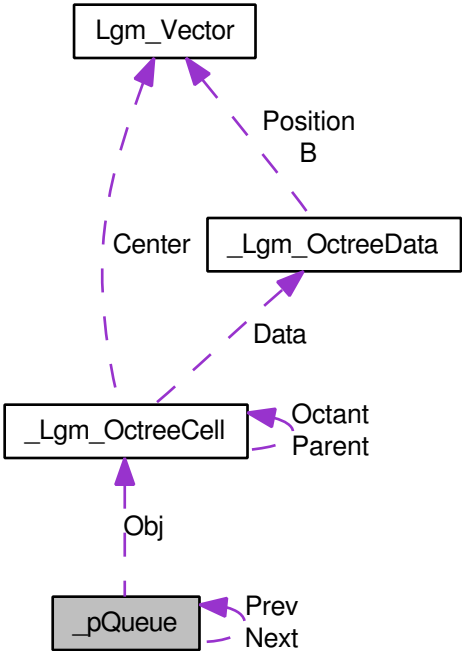 Lgm_Vector
Position
B
Center
_Lgm_OctreeData
Data
_Lgm_OctreeCell
Octant
Parent
Obj
_pQueue
Prev
Next